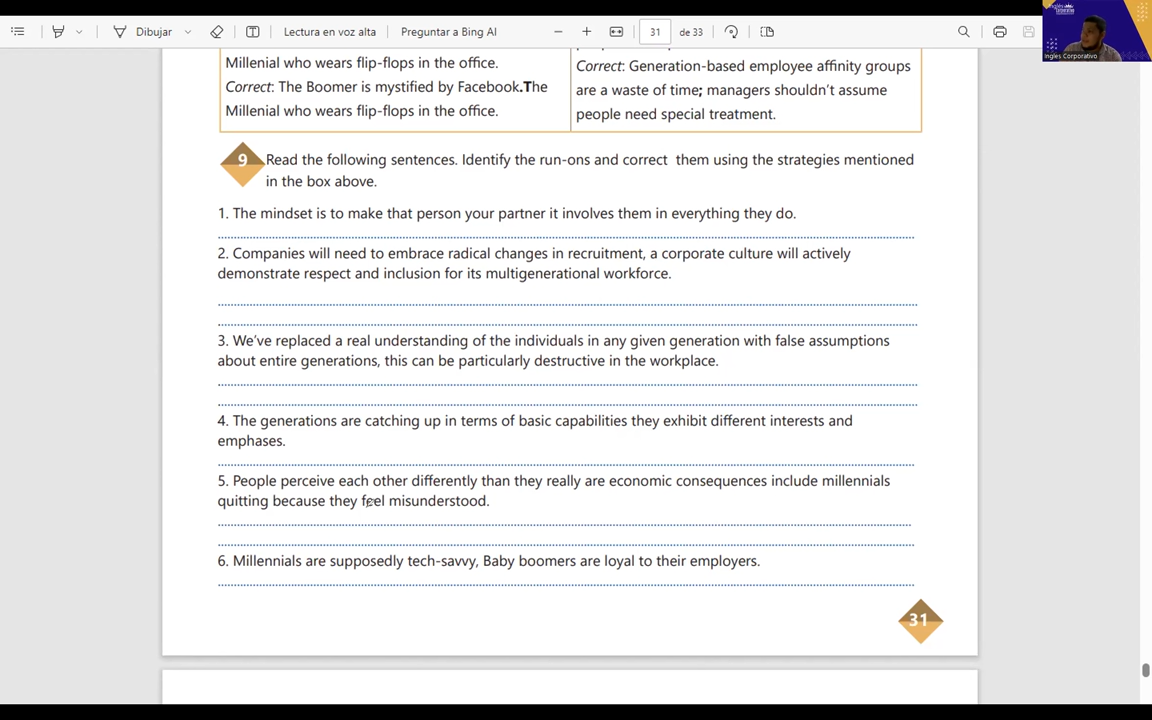 Dibujar
Lectura en voz alta
Preguntar a Bing AI
31
de 33
Inglés
Corporativo
Ingles Corporativo
Millenial who wears flip-flops in the office.
Correct: The Boomer is mystified by Facebook.The
Millenial who wears flip-flops in the office.
Correct: Generation-based employee affinity groups
are a waste of time; managers shouldn't assume
people need special treatment.
9
Read the following sentences. Identify the run-ons and correct them using the strategies mentioned
in the box above.
1. The mindset is to make that person your partner it involves them in everything they do.
2. Companies will need to embrace radical changes in recruitment, a corporate culture will actively
demonstrate respect and inclusion for its multigenerational workforce.
3. We've replaced a real understanding of the individuals in any given generation with false assumptions
about entire generations, this can be particularly destructive in the workplace.
4. The generations are catching up in terms of basic capabilities they exhibit different interests and
emphases.
5. People perceive each other differently than they really are economic consequences include millennials
quitting because they feel misunderstood.
6. Millennials are supposedly tech-savvy, Baby boomers are loyal to their employers.
31